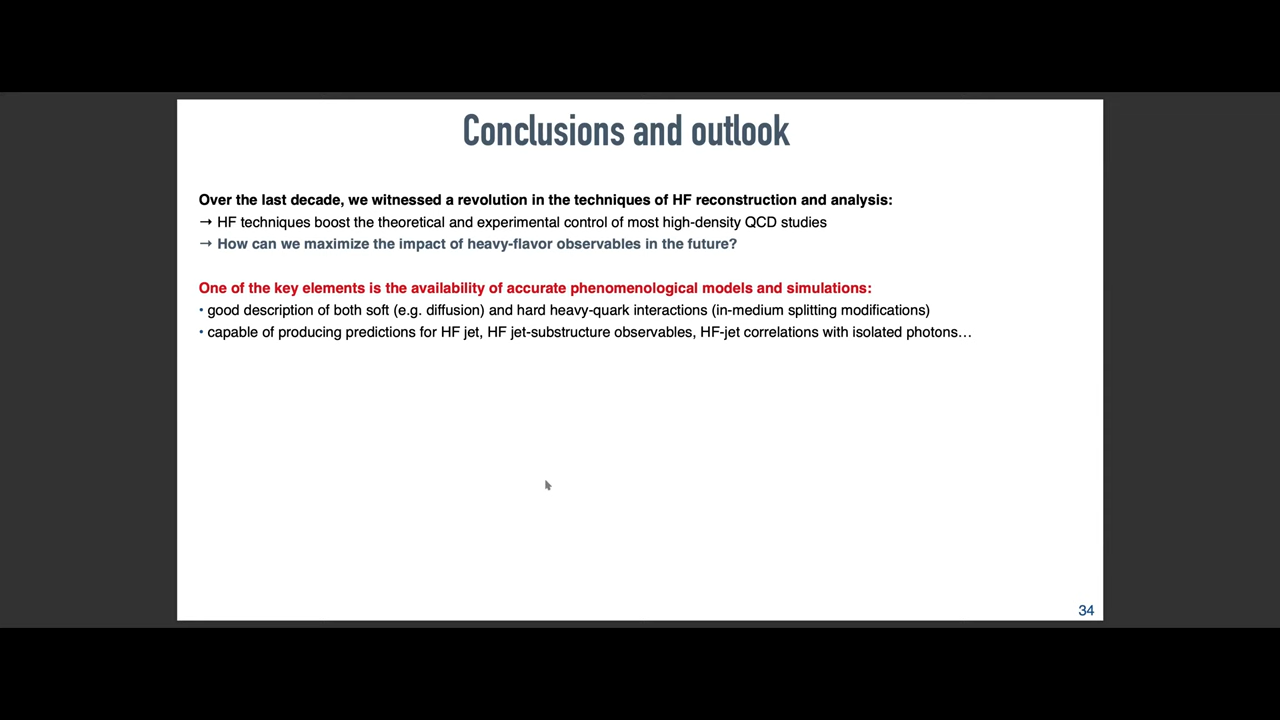 Conclusions and outlook
Over the last decade, we witnessed a revolution in the techniques of HF reconstruction and analysis:
→ HF techniques boost the theoretical and experimental control of most high-density QCD studies
→ How can we maximize the impact of heavy-flavor observables in the future?
One of the key elements is the availability of accurate phenomenological models and simulations:
• good description of both soft (e.g. diffusion) and hard heavy-quark interactions (in-medium splitting modifications)
• capable of producing predictions for HF jet, HF jet-substructure observables, HF-jet correlations with isolated photons…
34